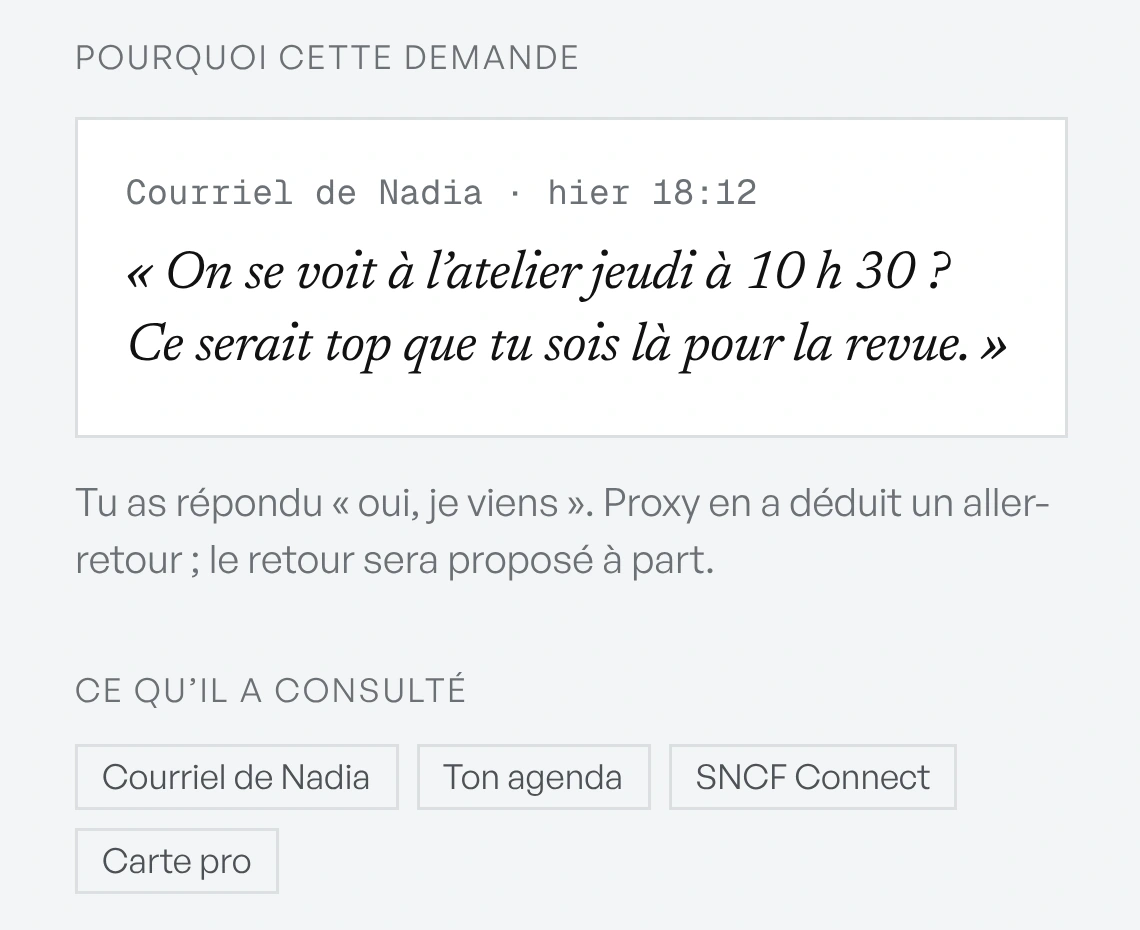 POURQUOI CETTE DEMANDE
Courriel de Nadia · hier 18:12
« On se voit à l’atelier jeudi à 10 h 30 ?
Ce serait top que tu sois là pour la revue. »
Tu as répondu « oui, je viens ». Proxy en a déduit un aller-
retour ; le retour sera proposé à part.
CE QU’IL A CONSULTÉ
Courriel de Nadia
Ton agenda
SNCF Connect
Carte pro